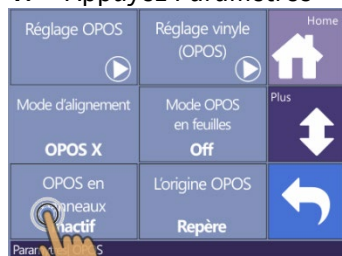 Appuyez Paramètres
Réglage OPOS
Réglage vinyle
(OPOS)
Home
Mode d'alignement
OPOS X
Mode OPOS
en feuilles
Off
Plus
OPOS en
L'origine OPOS
Repère